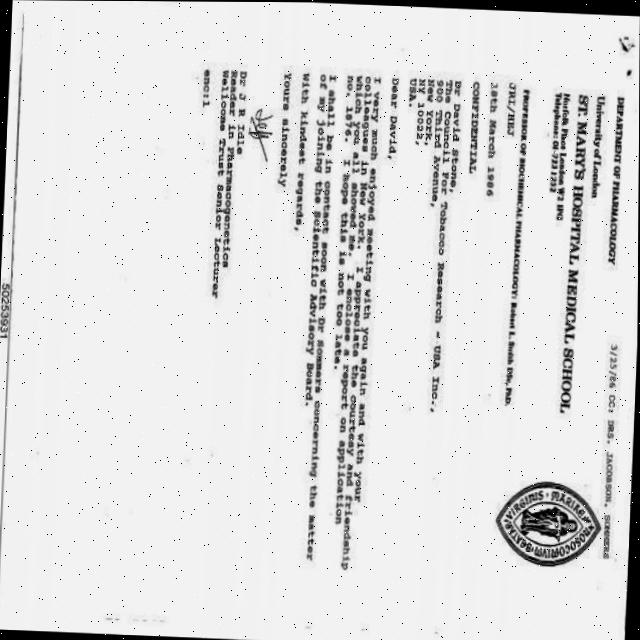 3/25/86 CC: DRS. JACOBSON, SOMMERS
DEPARTMENT OF PHARMACOLOGY
University of London
ST. MARY'S HOSPITAL MEDICAL SCHOOL
Norfolk Place London W2 1PG
Telephone: 01-723 1252
PROFESSOR OF BIOCHEMICAL PHARMACOLOGY: Robert L. Smith DSc, PhD.
JRI/HEJ
18th March 1986
CONFIDENTIAL
Dr David Stone,
The Council For Tobacco Research - USA Inc.,
900 Third Avenue,
New York,
NY 10022,
USA.
Dear David,
I very much enjoyed meeting with you again and with your
colleagues in New York. I appreciate the courtesy and friendship
which you all showed me. I enclose a report on application
no. 1576. I hope this is not too late.
I shall be in contact soon with Dr Sommers concerning the matter
of my joining the Scientific Advisory Board.
With kindest regards,
Yours sincerely
Jeff
Dr J R Idle
Reader in Pharmacogenetics
Wellcome Trust Senior Lecturer
encl
50253931